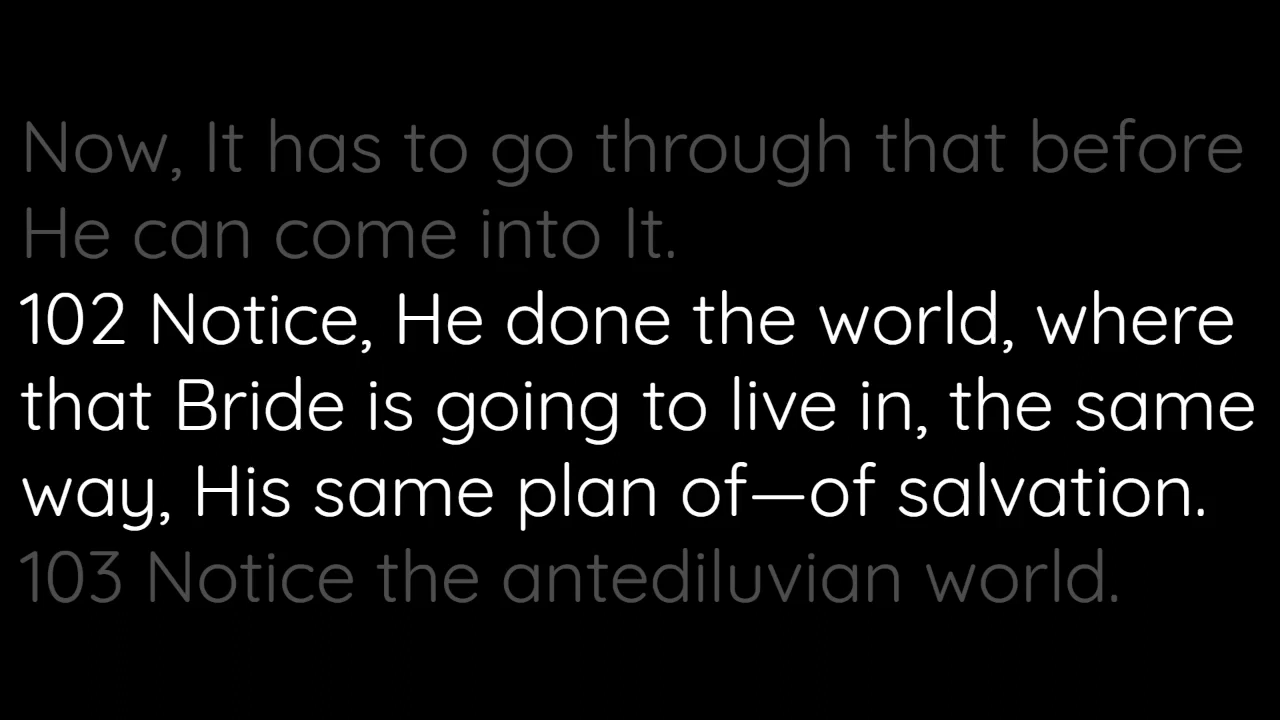 Now, It has to go through that before
He can come into It.
102 Notice, He done the world, where
that Bride is going to live in, the same
way, His same plan of—of salvation.
103 Notice the antediluvian world.